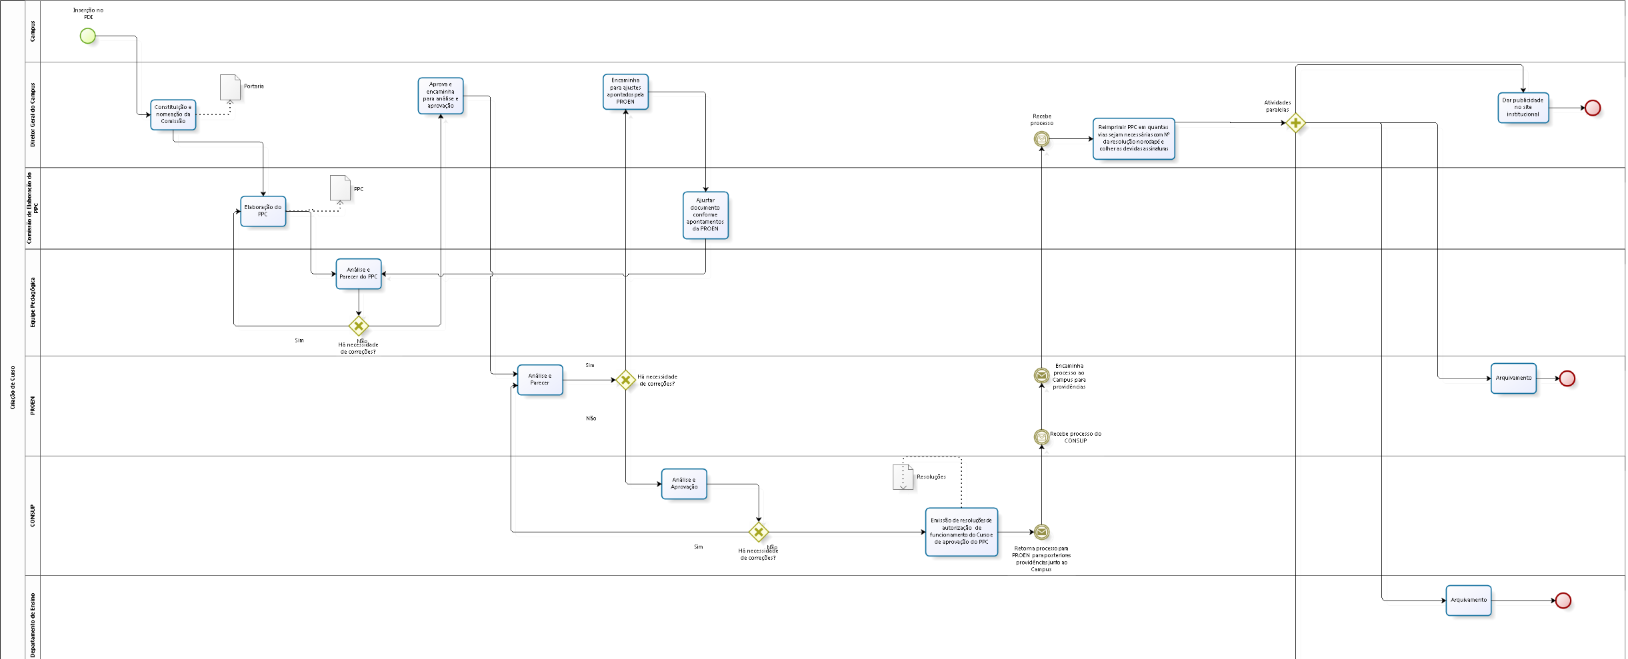 Criação de Curso
Campus
Inserção no
PDI
Diretor Geral do Campus
Constituição e
nomeação da
Comissão
Portaria
Aprova e
encaminha
para análise e
aprovação
Encaminha
para ajustes
apontados pela
PROEN
Recebe
processo
Reimprimir PPC em quantas
vias sejam necessárias com Nº
da resolução no rodapé e
colher as devidas assinaturas
Atividades
paralelas
Dar publicidade
no site
institucional
Comissão de Elaboração do
PPC
Elaboração do
PPC
PPC
Ajustar
documento
conforme
apontamentos
da PROEN
Equipe Pedagógica
Análise e
Parecer do PPC
Sim
Não
Há necessidade
de correções?
PROEN
Análise e
Parecer
Sim
Há necessidade
de correções?
Não
Encaminha
processo ao
Campus para
providências
Recebe processo do
CONSUP
Arquivamento
CONSUP
Análise e
Aprovação
Sim
Não
Há necessidade
de correções?
Resoluções
Emissão de resoluções de
autorização de
funcionamento do Curso e
de aprovação do PPC
Retorna processo para
PROEN para posteriores
providências junto ao
Campus
Departamento de Ensino
Arquivamento